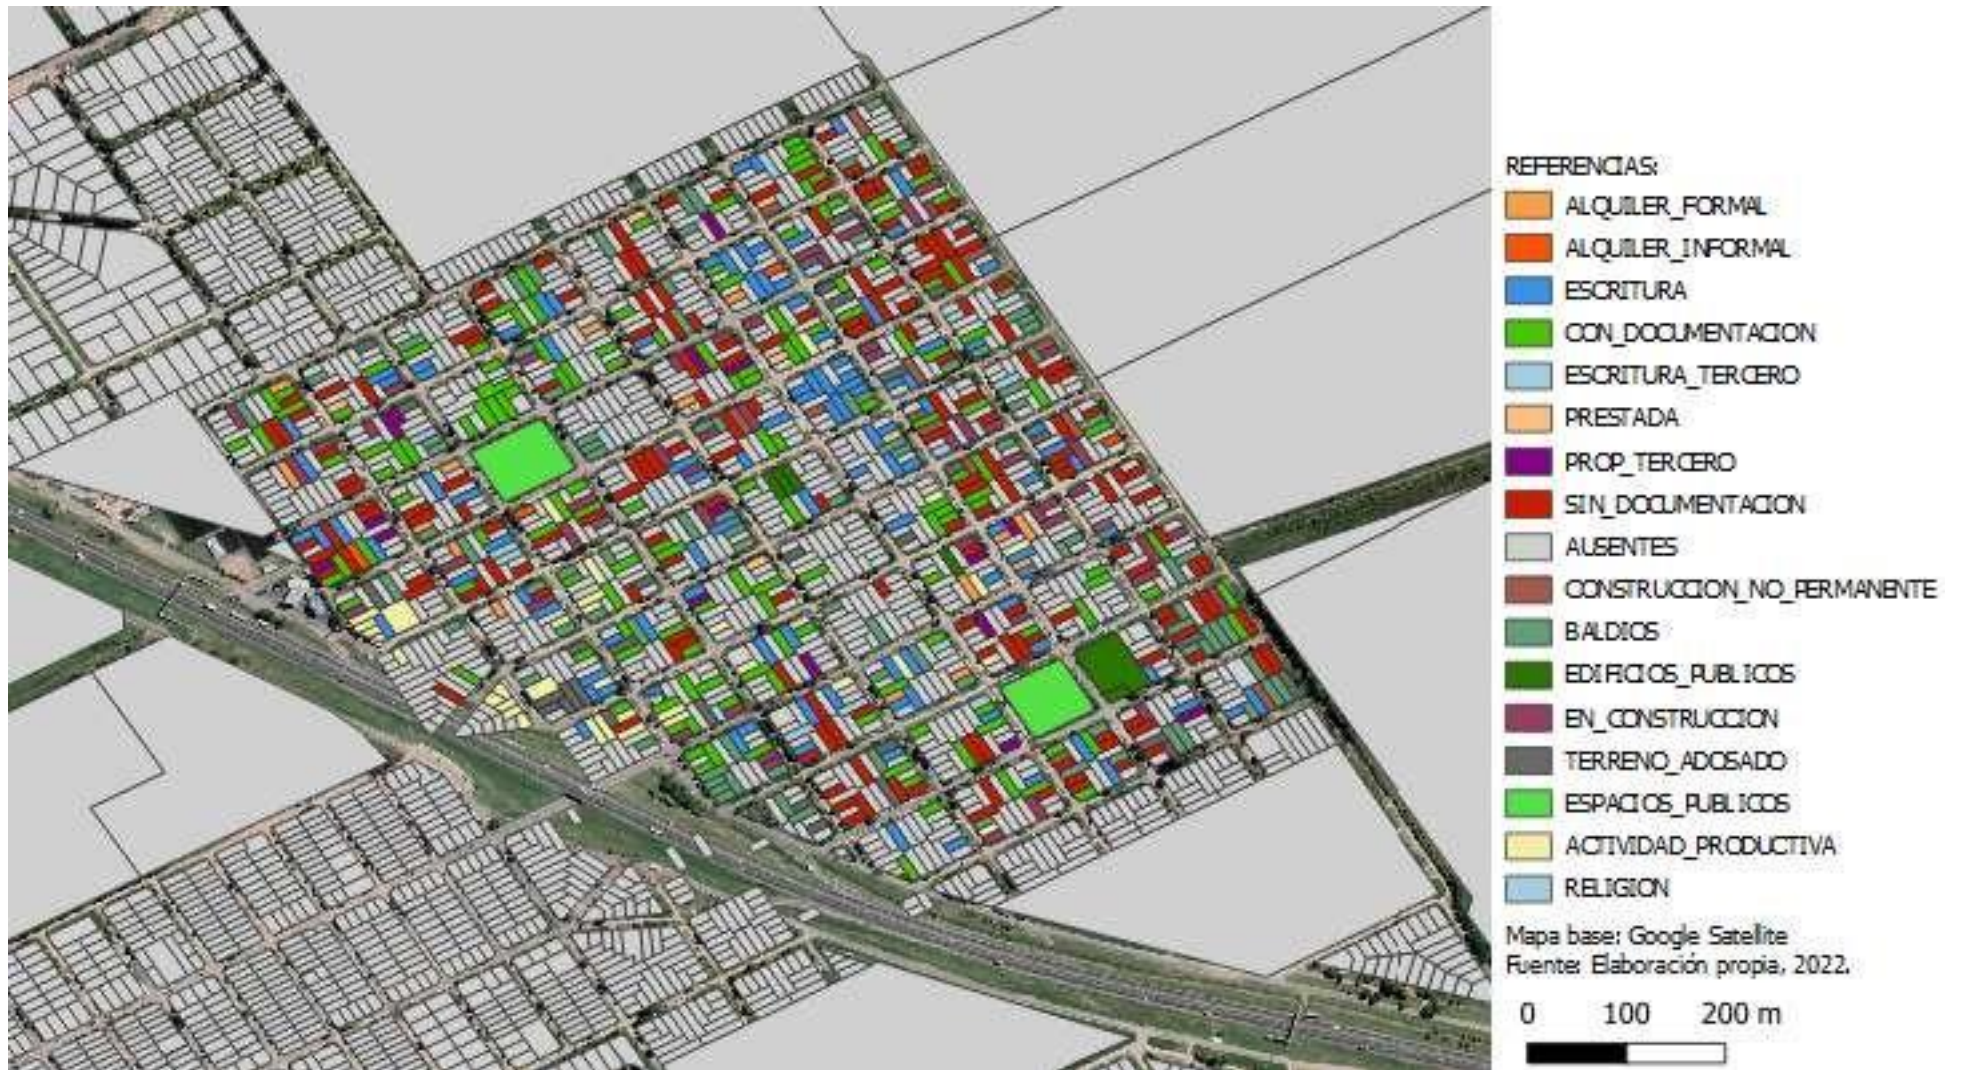 REFERENCIAS:
ALQUILER_FORMAL
ALQUILER_INFORMAL
ESCRITURA
CON_DOCUMENTACION
ESCRITURA_TERCERO
PRESTADA
PROP_TERCERO
SIN_DOCUMENTACION
AUSENTES
CONSTRUCCION_NO_PERMANENTE
BALDIOS
EDIFICIOS_PUBLICOS
EN_CONSTRUCCION
TERRENO_ADOSADO
ESPACIOS_PUBLICOS
ACTIVIDAD_PRODUCTIVA
RELIGION
Mapa base: Google Satellite
Fuente: Elaboración propia, 2022.
0 100 200 m